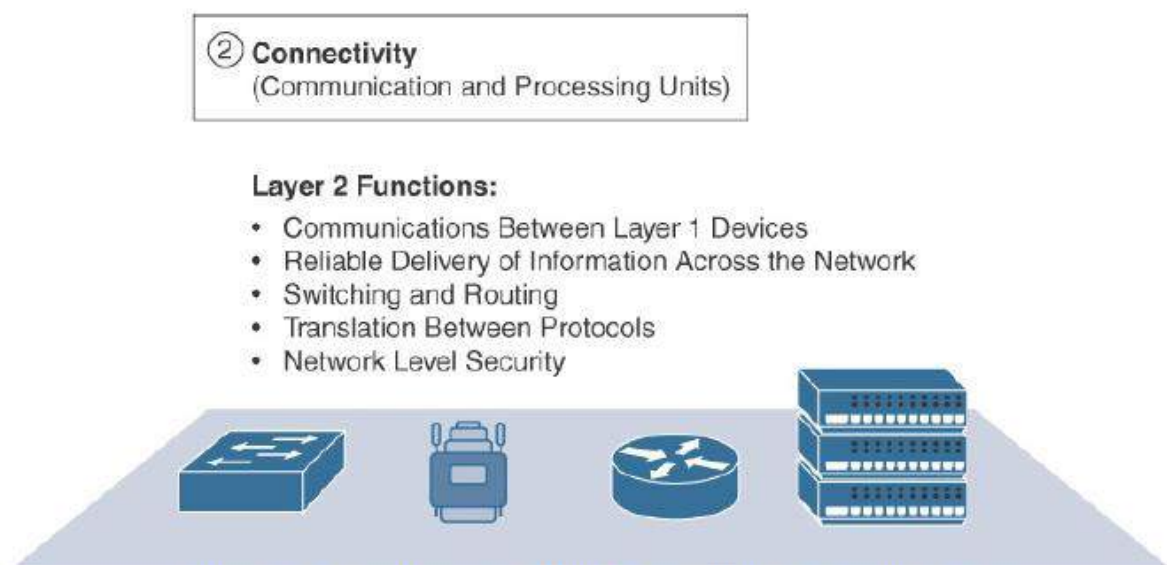 ② Connectivity
(Communication and Processing Units)
Layer 2 Functions:
• Communications Between Layer 1 Devices
• Reliable Delivery of Information Across the Network
• Switching and Routing
• Translation Between Protocols
• Network Level Security